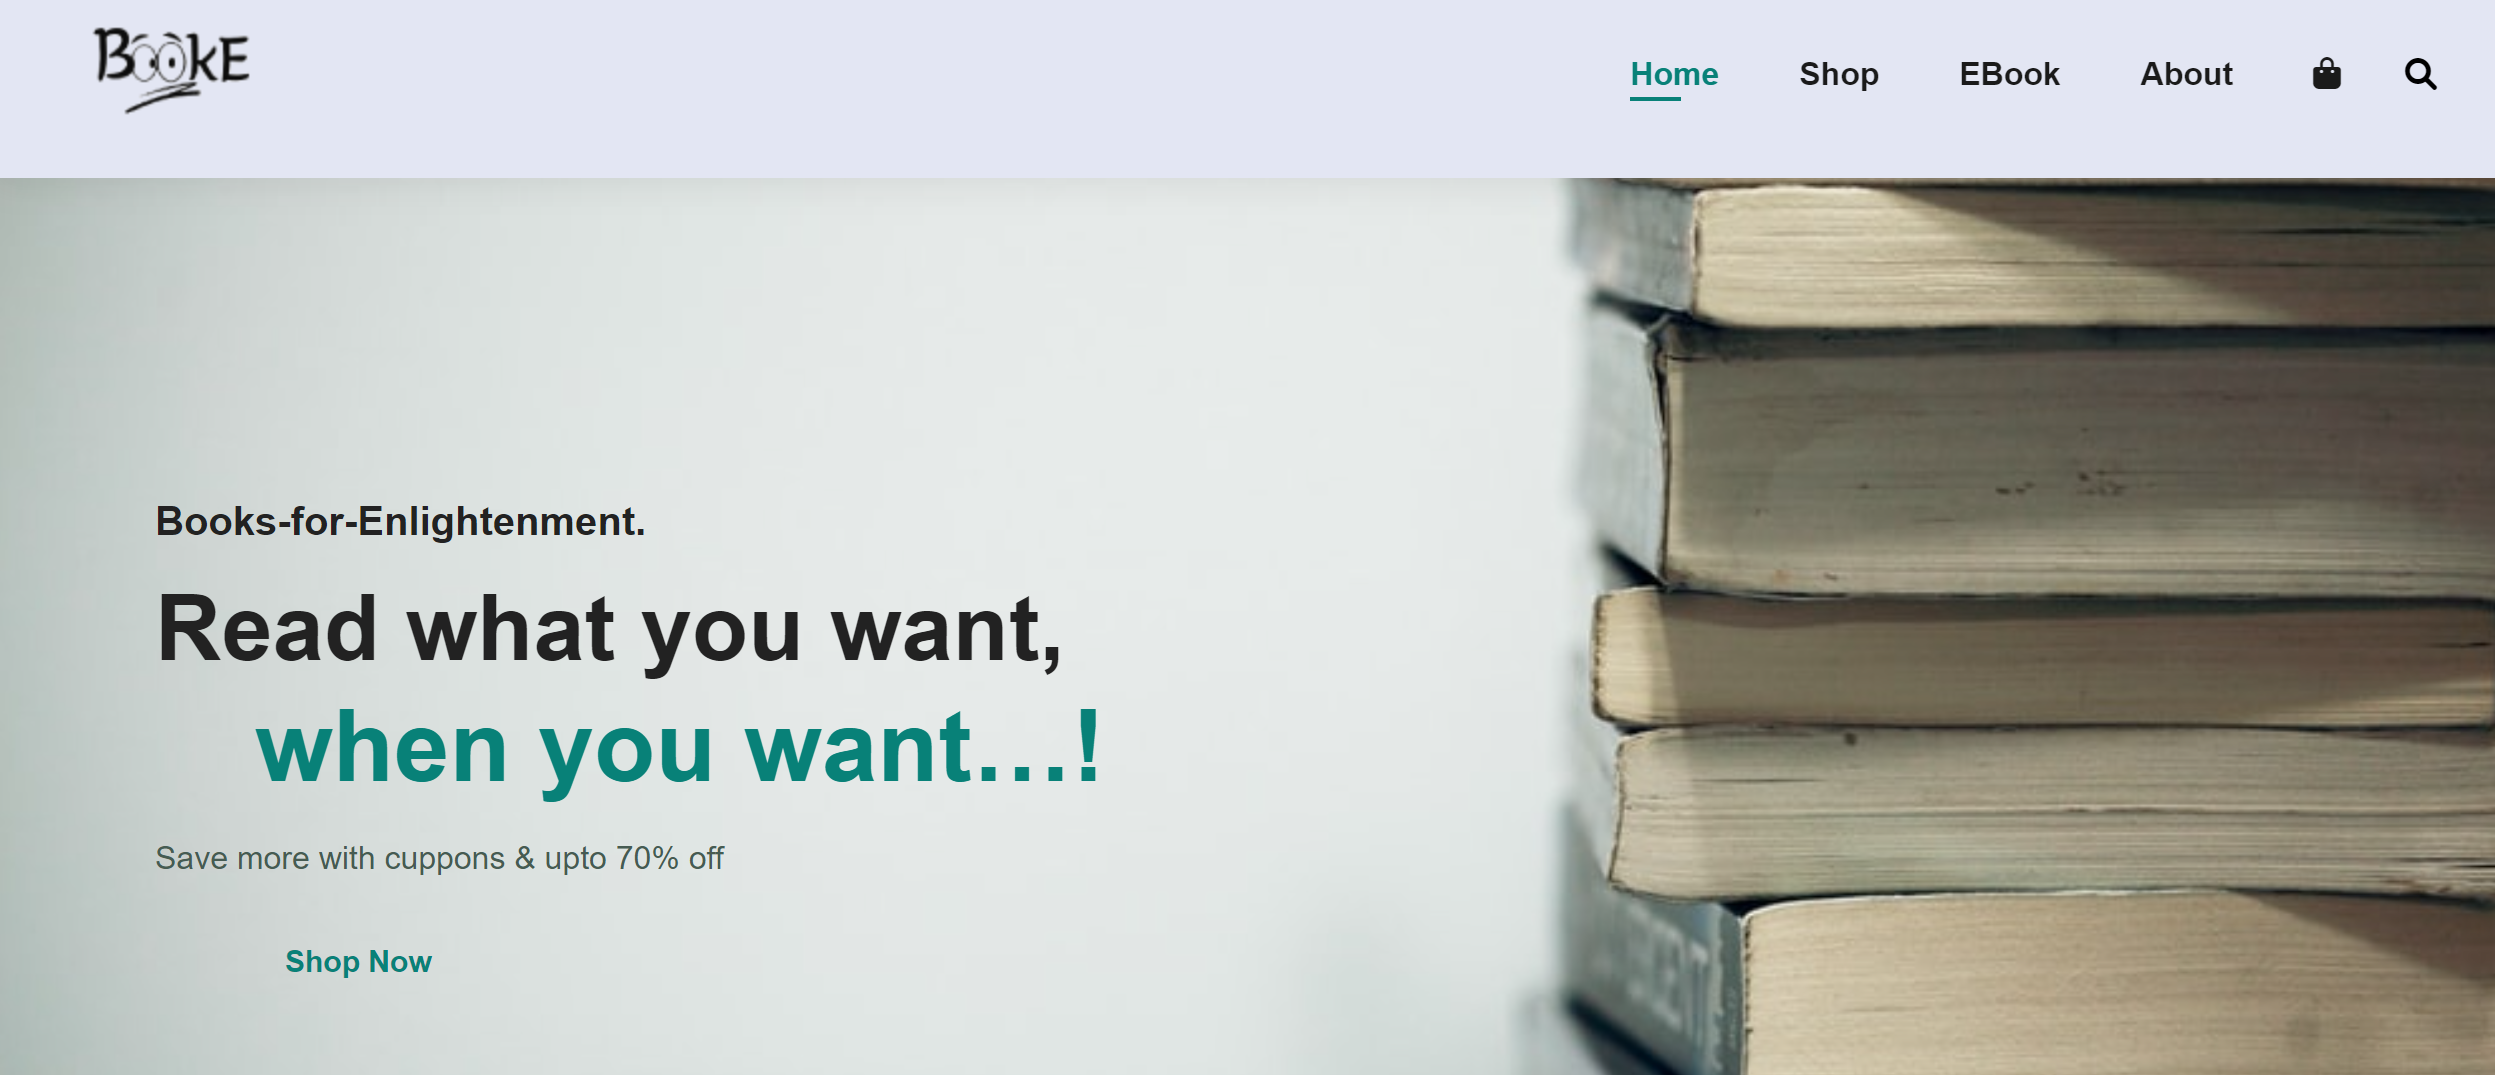 BOOKE
Home Shop EBook About
Books-for-Enlightenment.
Read what you want,
when you want...!
Save more with cuppons & upto 70% off
Shop Now